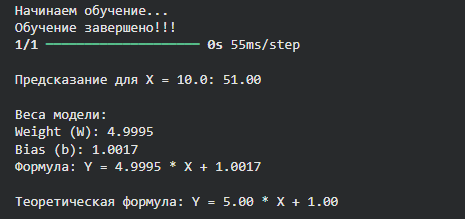 Начинаем обучение...
Обучение завершено!!!
1/1 ━━━━━━━━━━━━━━━━━━━━ 0s 55ms/step
Предсказание для X = 10.0: 51.00
Веса модели:
Weight (W): 4.9995
Bias (b): 1.0017
Формула: Y = 4.9995 * X + 1.0017
Теоретическая формула: Y = 5.00 * X + 1.00